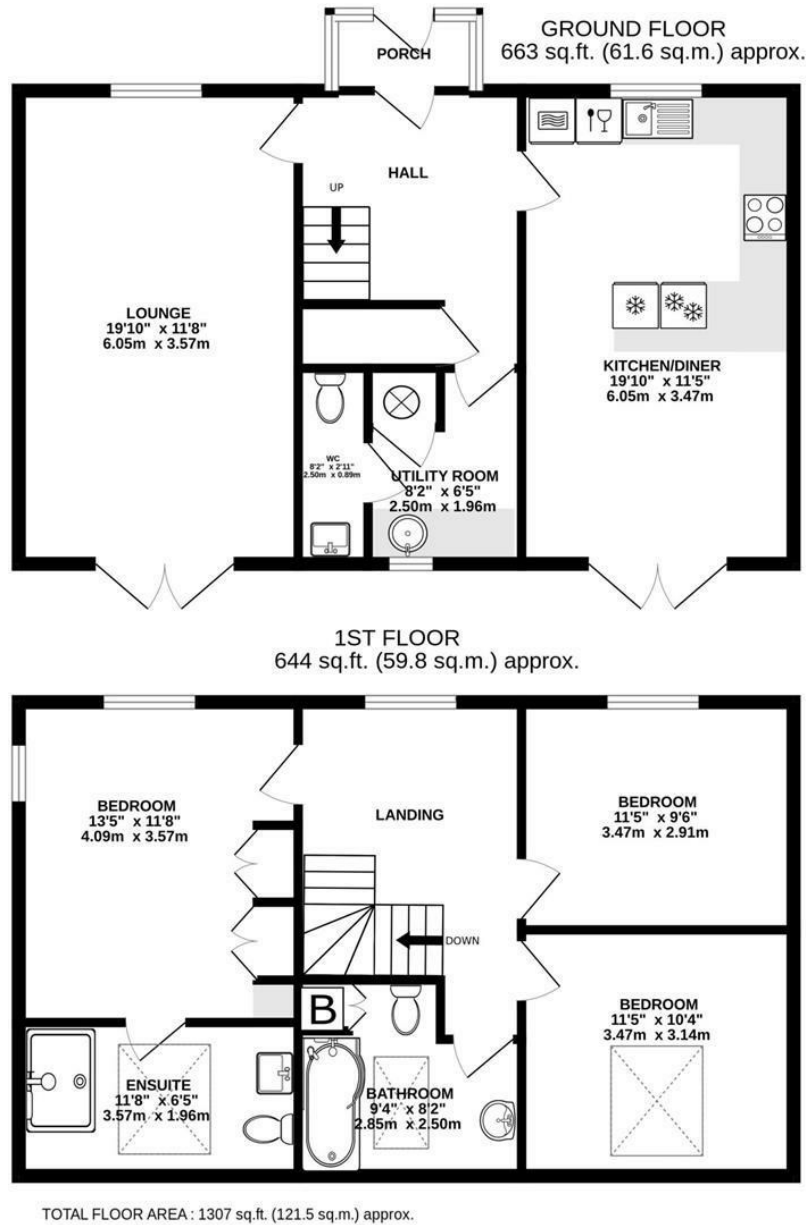 GROUND FLOOR
663 sq.ft. (61.6 sq.m.) approx.
PORCH
HALL
UP
LOUNGE
19'10" x 11'8"
6.05m x 3.57m
KITCHEN/DINER
19'10" x 11'5"
6.05m x 3.47m
WC
8'2" x 2'11"
2.50m x 0.89m
UTILITY ROOM
8'2" x 6'5"
2.50m x 1.96m
1ST FLOOR
644 sq.ft. (59.8 sq.m.) approx.
BEDROOM
13'5" x 11'8"
4.09m x 3.57m
LANDING
BEDROOM
11'5" x 9'6"
3.47m x 2.91m
DOWN
B
BEDROOM
11'5" x 10'4"
3.47m x 3.14m
ENSUITE
11'8" x 6'5"
3.57m x 1.96m
BATHROOM
9'4" x 8'2"
2.85m x 2.50m
TOTAL FLOOR AREA : 1307 sq.ft. (121.5 sq.m.) approx.